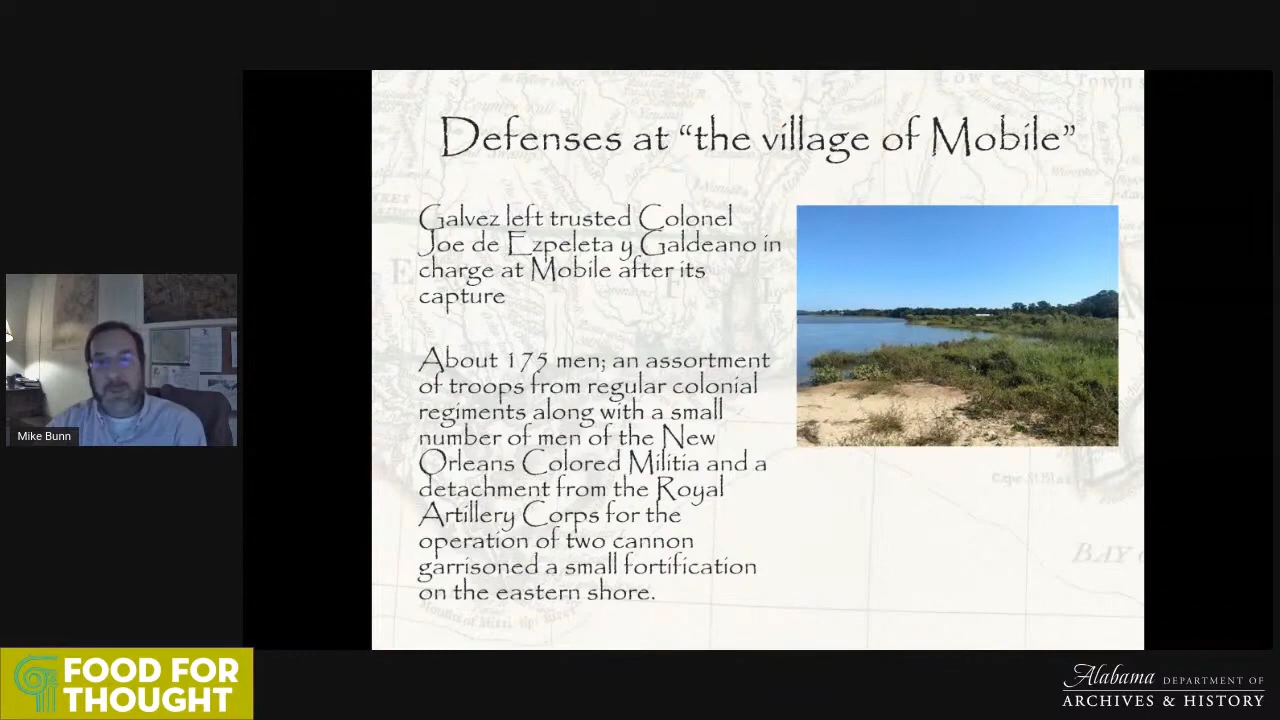 Defenses at “the village of Mobile”
Galvez left trusted Colonel
Joe de Ezpeleta y Galdeano in
charge at Mobile after its
capture
About 175 men; an assortment
of troops from regular colonial
regiments along with a small
number of men of the New
Orleans Colored Militia and a
detachment from the Royal
Artillery Corps for the
operation of two cannon
garrisoned a small fortification
on the eastern shore.
Mike Bunn
FOOD FOR
THOUGHT
Alabama DEPARTMENT OF
ARCHIVES & HISTORY